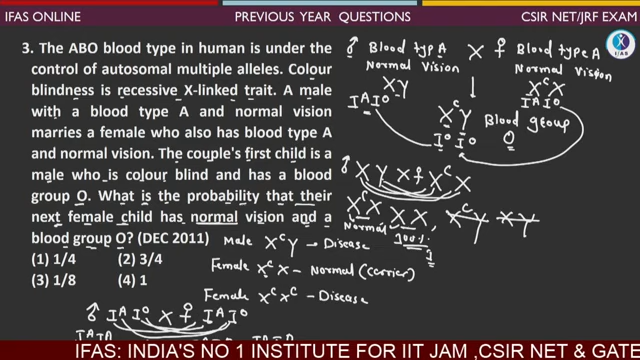 IFAS ONLINE
PREVIOUS YEAR QUESTIONS
CSIR NET/JRF EXAM
iFAS
3. The ABO blood type in human is under the
control of autosomal multiple alleles. Colour
blindness is recessive X-linked trait. A male
with a blood type A and normal vision
marries a female who also has blood type A
and normal vision. The couple's first child is a
male who is colour blind and has a blood
group O. What is the probability that their
next female child has normal vision and a
blood group O? (DEC 2011)
(1) 1/4 (2) 3/4
(3) 1/8 (4) 1
♂ Blood type A X ♀ Blood type A
Normal Vision Normal Vision
XY XᶜX
IᴬIᴼ IᴬIᴼ
XᶜY Blood group
IᴼIᴼ O
♂ XY X ♀ XᶜX
XᶜX XX, XᶜY XY
Normal 100%
1
Male XᶜY – Disease
Female XᶜX – Normal (carrier)
Female XᶜXᶜ – Disease
♂ IᴬIᴼ X ♀ IᴬIᴼ
IFAS: INDIA'S NO 1 INSTITUTE FOR IIT JAM ,CSIR NET & GATE